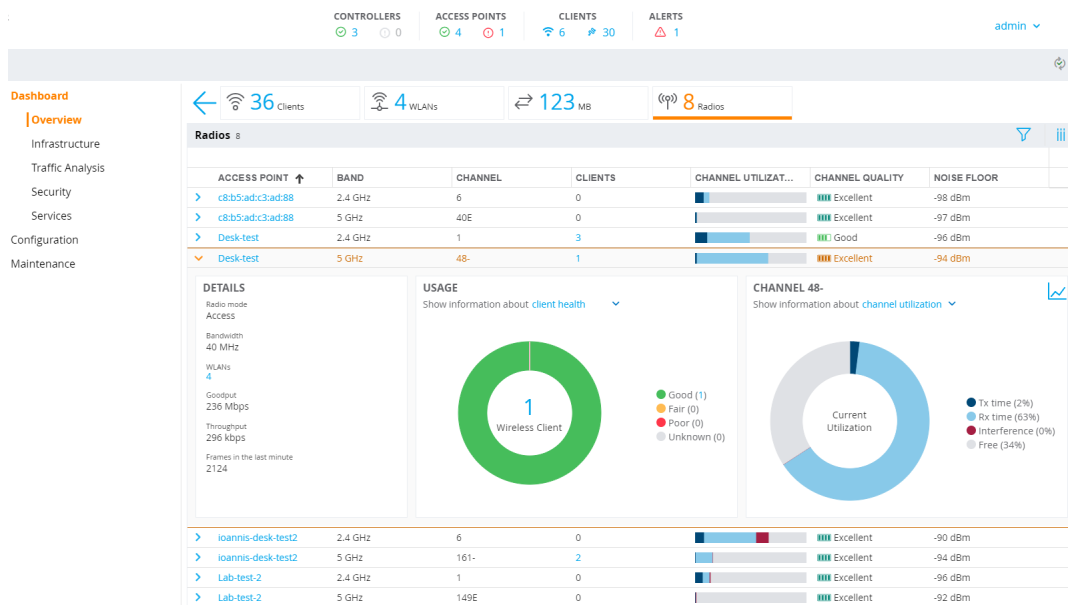 CONTROLLERS ACCESS POINTS CLIENTS ALERTS
3 0 4 1 6 30 1
admin
Dashboard
Overview
Infrastructure
Traffic Analysis
Security
Services
Configuration
Maintenance
36 Clients 4 WLANs 123 MB 8 Radios
Radios 8
ACCESS POINT BAND CHANNEL CLIENTS CHANNEL UTILIZAT... CHANNEL QUALITY NOISE FLOOR
c8:b5:ad:c3:ad:88 2.4 GHz 6 0 Excellent -98 dBm
c8:b5:ad:c3:ad:88 5 GHz 40E 0 Excellent -97 dBm
Desk-test 2.4 GHz 1 3 Good -96 dBm
Desk-test 5 GHz 48- 1 Excellent -94 dBm
DETAILS
Radio mode
Access
Bandwidth
40 MHz
WLANs
4
Goodput
236 Mbps
Throughput
296 kbps
Frames in the last minute
2124
USAGE
Show information about client health
1
Wireless Client
Good (1)
Fair (0)
Poor (0)
Unknown (0)
CHANNEL 48-
Show information about channel utilization
Current
Utilization
Tx time (2%)
Rx time (63%)
Interference (0%)
Free (34%)
ioannis-desk-test2 2.4 GHz 6 0 Excellent -90 dBm
ioannis-desk-test2 5 GHz 161- 2 Excellent -94 dBm
Lab-test-2 2.4 GHz 1 0 Excellent -96 dBm
Lab-test-2 5 GHz 149E 0 Excellent -92 dBm